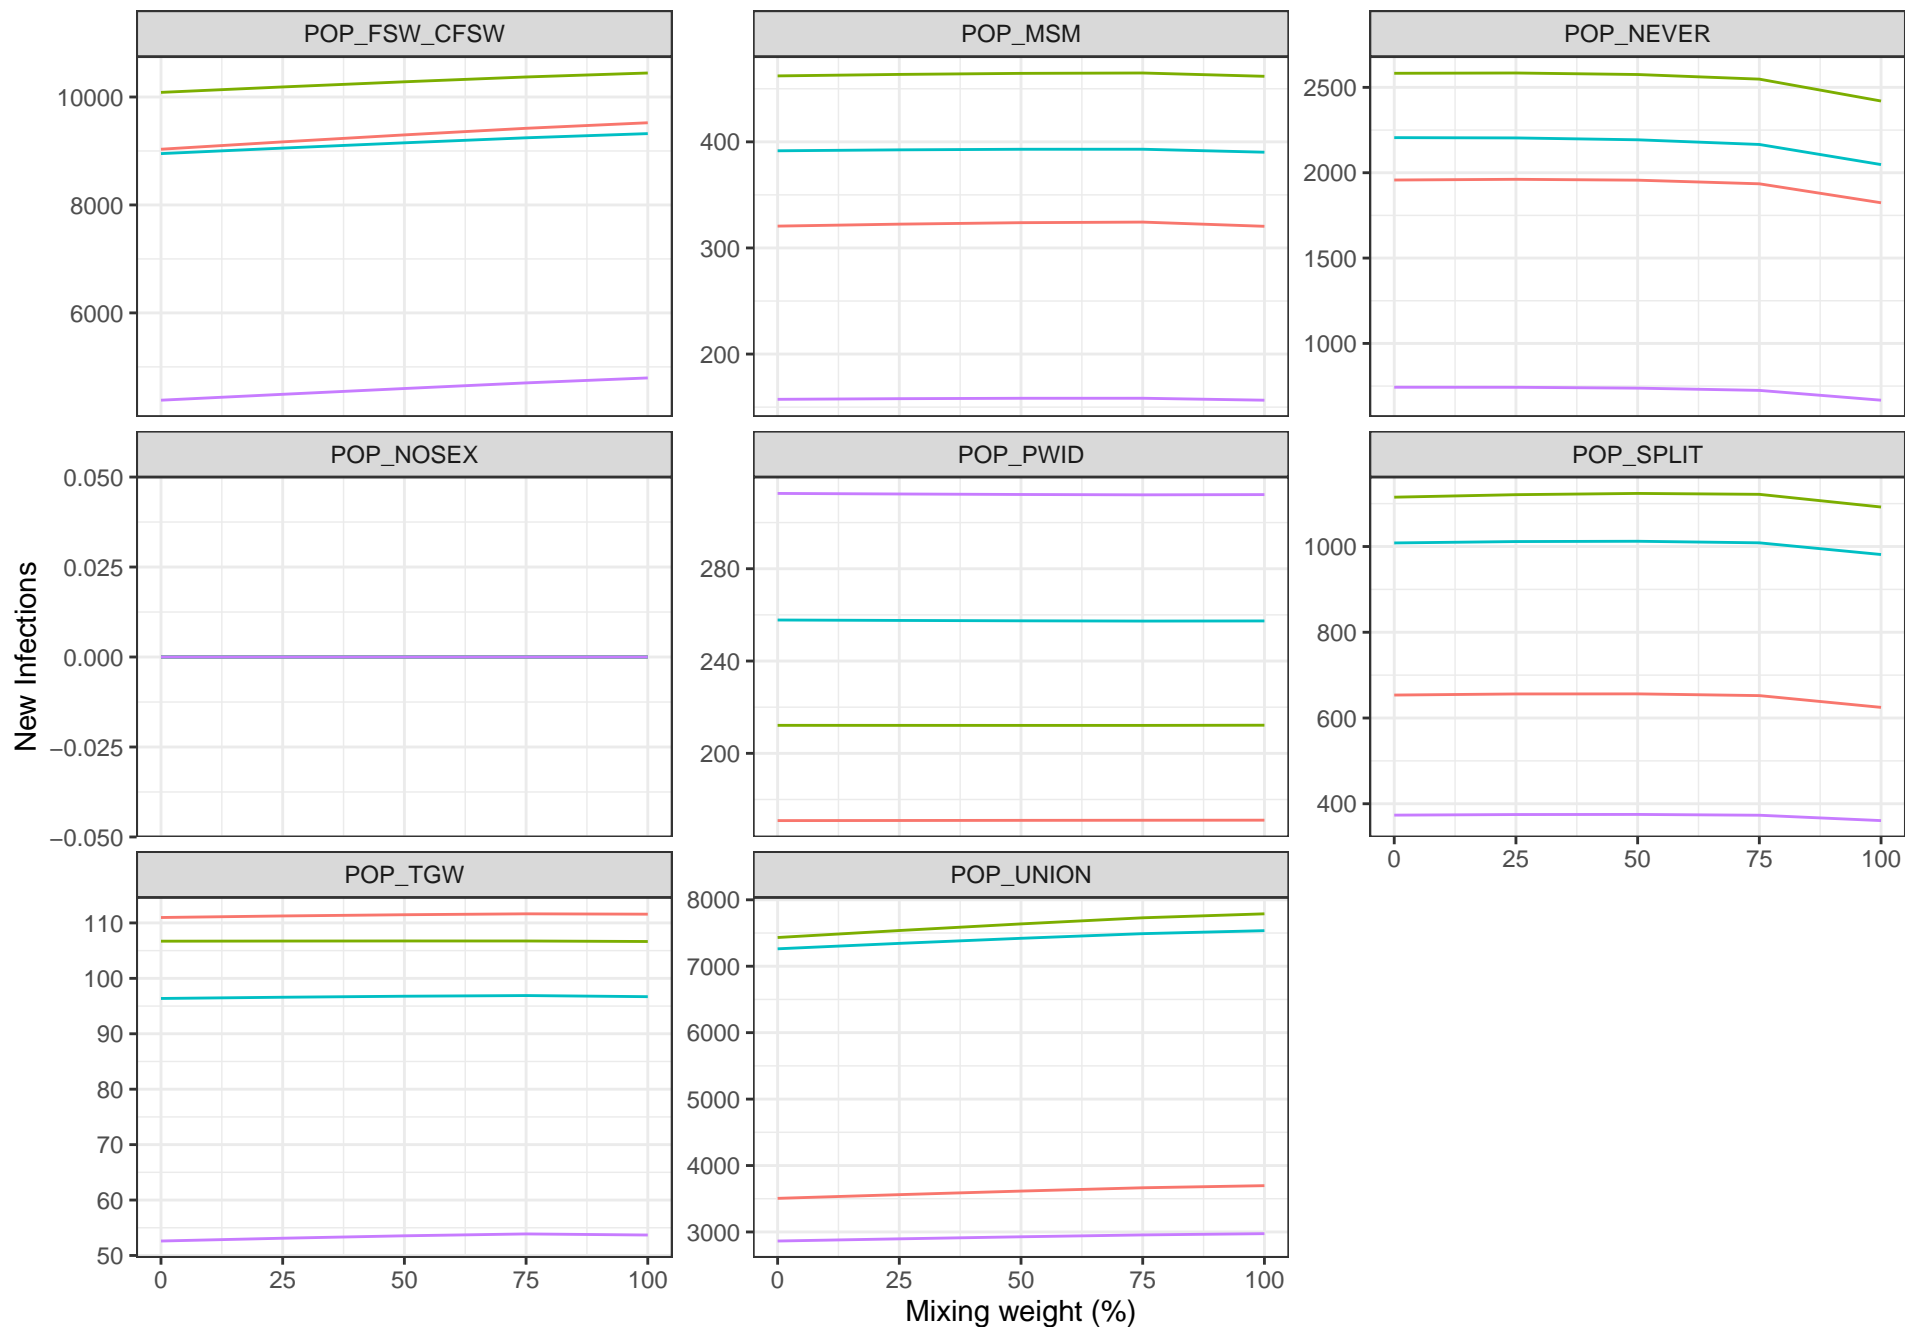 POP_FSW_CFSW
POP_MSM
POP_NEVER
10000
8000
6000
400
300
200
2500
2000
1500
1000
POP_NOSEX
POP_PWID
POP_SPLIT
0.050
0.025
0.000
−0.025
−0.050
280
240
200
1000
800
600
400
0 25 50 75 100
POP_TGW
POP_UNION
110
100
90
80
70
60
50
8000
7000
6000
5000
4000
3000
0 25 50 75 100
0 25 50 75 100
New Infections
Mixing weight (%)